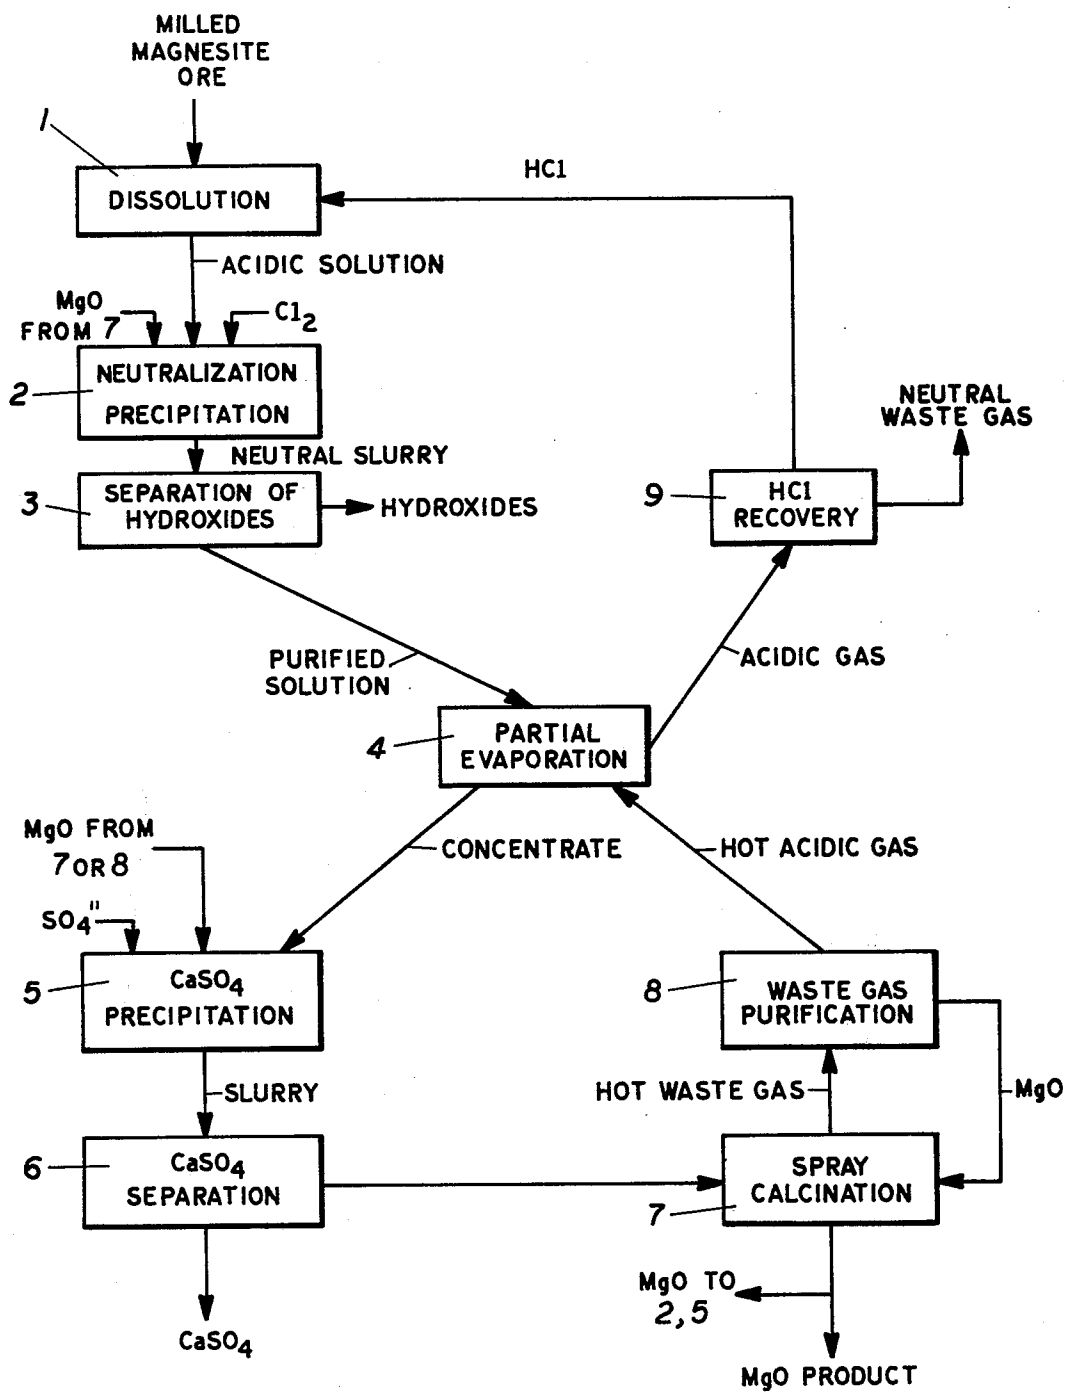 MILLED
MAGNESITE
ORE
1
DISSOLUTION
HCl
ACIDIC SOLUTION
MgO
FROM 7
Cl2
2
NEUTRALIZATION
PRECIPITATION
NEUTRAL SLURRY
3
SEPARATION OF
HYDROXIDES
HYDROXIDES
NEUTRAL
WASTE GAS
9
HCl
RECOVERY
PURIFIED
SOLUTION
ACIDIC GAS
4
PARTIAL
EVAPORATION
MgO FROM
7 OR 8
SO4"
CONCENTRATE
HOT ACIDIC GAS
5
CaSO4
PRECIPITATION
8
WASTE GAS
PURIFICATION
SLURRY
HOT WASTE GAS
MgO
6
CaSO4
SEPARATION
SPRAY
CALCINATION
7
MgO TO
2,5
CaSO4
MgO PRODUCT